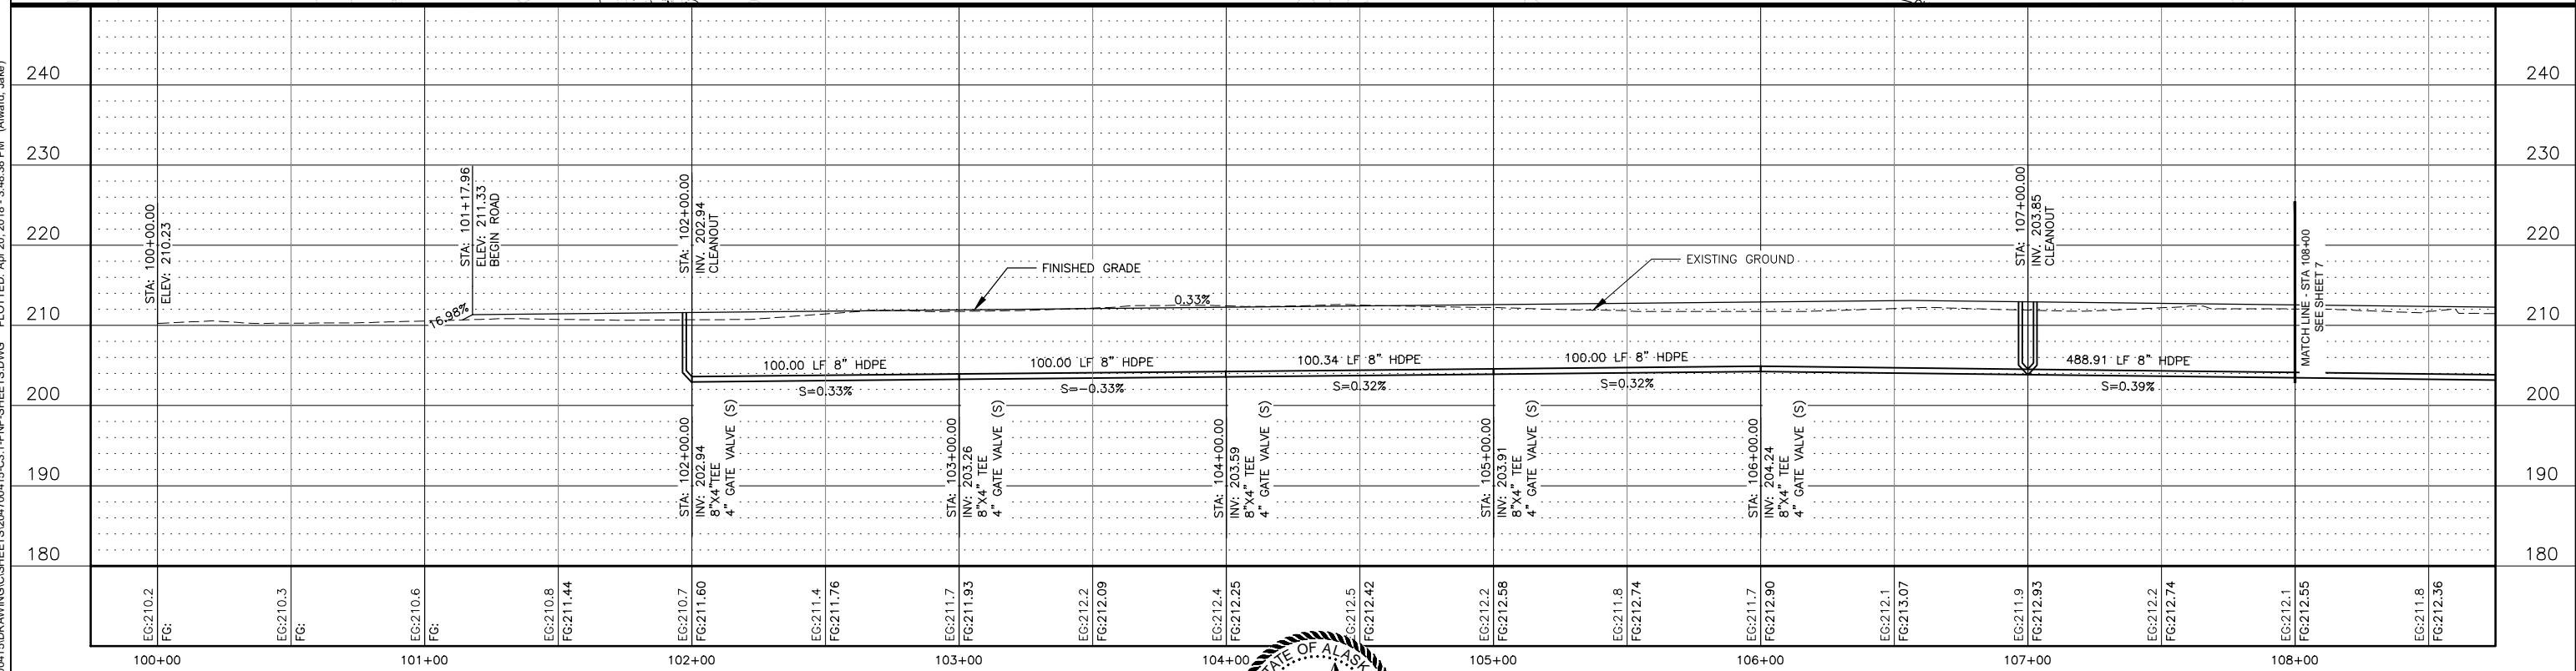 240
230
220
210
200
190
180
240
230
220
210
200
190
180
STA: 100+00.00
ELEV: 210.23
STA: 101+17.96
ELEV: 211.33
BEGIN ROAD
STA: 102+00.00
INV. 202.94
CLEANOUT
STA: 107+00.00
INV. 203.85
CLEANOUT
MATCH LINE - STA 108+00
SEE SHEET 7
16.98%
FINISHED GRADE
0.33%
EXISTING GROUND
100.00 LF 8" HDPE
S=0.33%
100.00 LF 8" HDPE
S=-0.33%
100.34 LF 8" HDPE
S=0.32%
100.00 LF 8" HDPE
S=0.32%
488.91 LF 8" HDPE
S=0.39%
STA: 102+00.00
INV: 202.94
8"X4"TEE
4" GATE VALVE (S)
STA: 103+00.00
INV: 203.26
8"X4" TEE
4" GATE VALVE (S)
STA: 104+00.00
INV: 203.59
8"X4" TEE
4" GATE VALVE (S)
STA: 105+00.00
INV: 203.91
8"X4" TEE
4" GATE VALVE (S)
STA: 106+00.00
INV: 204.24
8"X4" TEE
4" GATE VALVE (S)
EG:210.2
FG:
EG:210.3
FG:
EG:210.6
FG:
EG:210.8
FG:211.44
EG:210.7
FG:211.60
EG:211.4
FG:211.76
EG:211.7
FG:211.93
EG:212.2
FG:212.09
EG:212.4
FG:212.25
EG:212.5
FG:212.42
EG:212.2
FG:212.58
EG:211.8
FG:212.74
EG:211.7
FG:212.90
EG:212.1
FG:213.07
EG:211.9
FG:212.93
EG:212.2
FG:212.74
EG:212.1
FG:212.55
EG:211.8
FG:212.36
100+00
101+00
102+00
103+00
104+00
105+00
106+00
107+00
108+00
OF ALASK